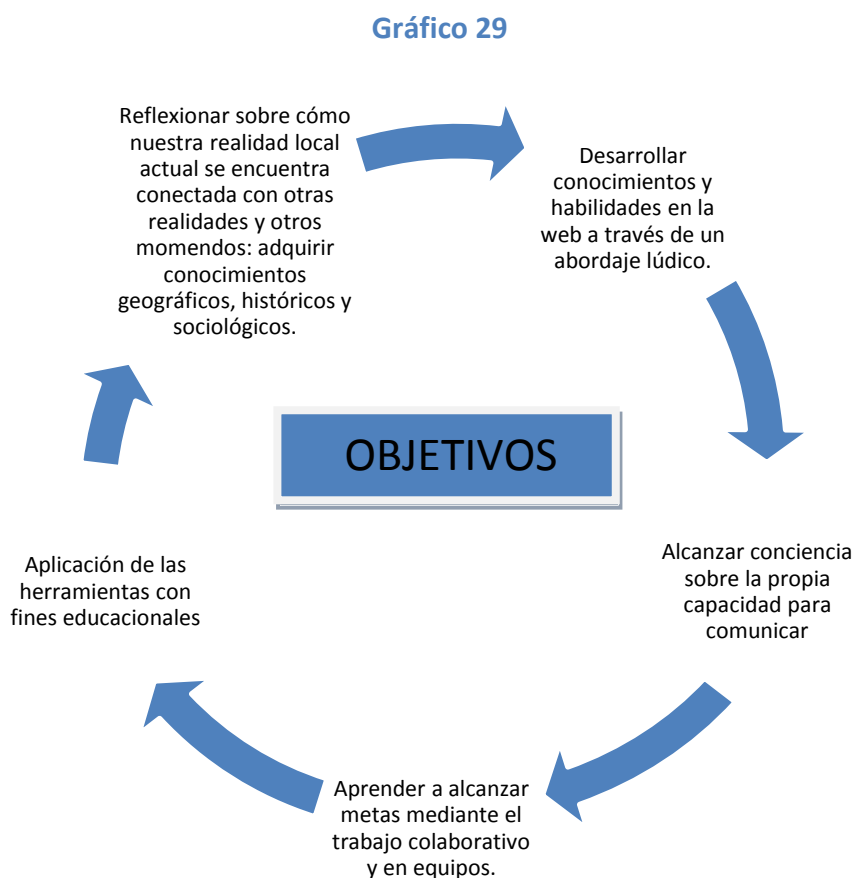 Gráfico 29
Reflexionar sobre cómo
nuestra realidad local
actual se encuentra
conectada con otras
realidades y otros
momendos: adquirir
conocimientos
geográficos, históricos y
sociológicos.
Desarrollar
conocimientos y
habilidades en la
web a través de un
abordaje lúdico.
OBJETIVOS
Alcanzar conciencia
sobre la propia
capacidad para
comunicar
Aprender a alcanzar
metas mediante el
trabajo colaborativo
y en equipos.
Aplicación de las
herramientas con
fines educacionales